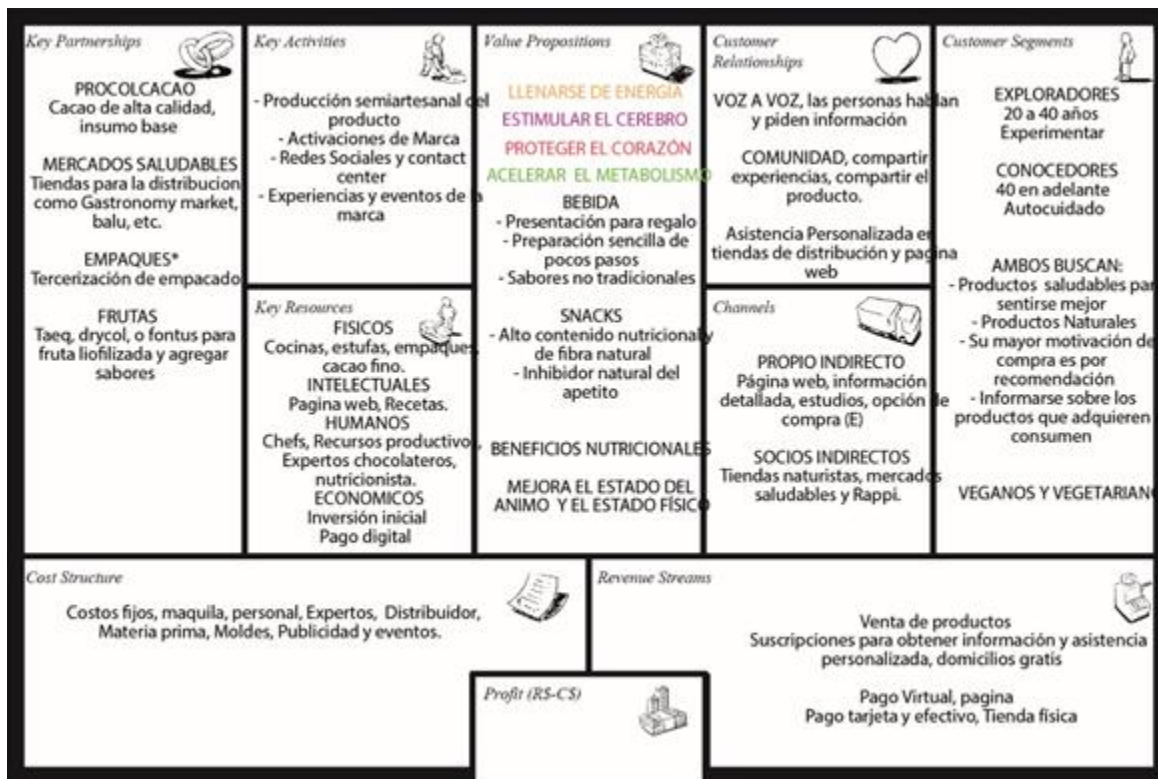 Key Partnerships
PROCOLCACAO
Cacao de alta calidad,
insumo base
MERCADOS SALUDABLES
Tiendas para la distribucion
como Gastronomy market,
balu, etc.
EMPAQUES*
Tercerización de empacado
FRUTAS
Taeq, drycol, o fontus para
fruta liofilizada y agregar
sabores
Key Activities
- Producción semiartesanal del
producto
- Activaciones de Marca
- Redes Sociales y contact
center
- Experiencias y eventos de la
marca
Key Resources
FISICOS
Cocinas, estufas, empaques,
cacao fino.
INTELECTUALES
Pagina web, Recetas.
HUMANOS
Chefs, Recursos productivo,
Expertos chocolateros,
nutricionista.
ECONOMICOS
Inversión inicial
Pago digital
Value Propositions
LLENARSE DE ENERGÍA
ESTIMULAR EL CEREBRO
PROTEGER EL CORAZÓN
ACELERAR EL METABOLISMO
BEBIDA
- Presentación para regalo
- Preparación sencilla de
pocos pasos
- Sabores no tradicionales
SNACKS
- Alto contenido nutricional y
de fibra natural
- Inhibidor natural del
apetito
BENEFICIOS NUTRICIONALES
MEJORA EL ESTADO DEL
ANIMO Y EL ESTADO FÍSICO
Customer
Relationships
VOZ A VOZ, las personas hablan
y piden información
COMUNIDAD, compartir
experiencias, compartir el
producto.
Asistencia Personalizada en
tiendas de distribución y pagina
web
Channels
PROPIO INDIRECTO
Página web, información
detallada, estudios, opción de
compra (E)
SOCIOS INDIRECTOS
Tiendas naturistas, mercados
saludables y Rappi.
Customer Segments
EXPLORADORES
20 a 40 años
Experimentar
CONOCEDORES
40 en adelante
Autocuidado
AMBOS BUSCAN:
- Productos saludables par
sentirse mejor
- Productos Naturales
- Su mayor motivación de
compra es por
recomendación
- Informarse sobre los
productos que adquieren
consumen
VEGANOS Y VEGETARIANO
Cost Structure
Costos fijos, maquila, personal, Expertos, Distribuidor,
Materia prima, Moldes, Publicidad y eventos.
Revenue Streams
Venta de productos
Suscripciones para obtener información y asistencia
personalizada, domicilios gratis
Pago Virtual, pagina
Pago tarjeta y efectivo, Tienda física
Profit (R$-C$)